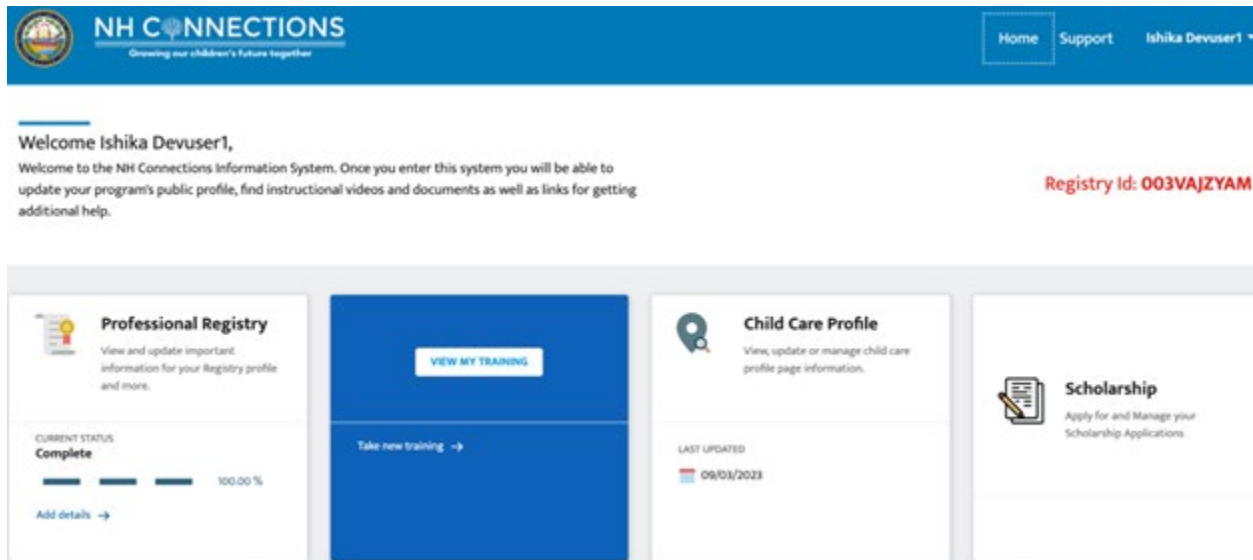 NH CONNECTIONS
Growing our children's future together
Home
Support
Ishika Devuser1
Welcome Ishika Devuser1,
Welcome to the NH Connections Information System. Once you enter this system you will be able to
update your program's public profile, find instructional videos and documents as well as links for getting
additional help.
Registry Id: 003VAJZYAM
Professional Registry
View and update important
information for your Registry profile
and more.
CURRENT STATUS
Complete
100.00 %
Add details →
VIEW MY TRAINING
Take new training →
Child Care Profile
View, update or manage child care
profile page information.
LAST UPDATED
09/03/2023
Scholarship
Apply for and Manage your
Scholarship Applications